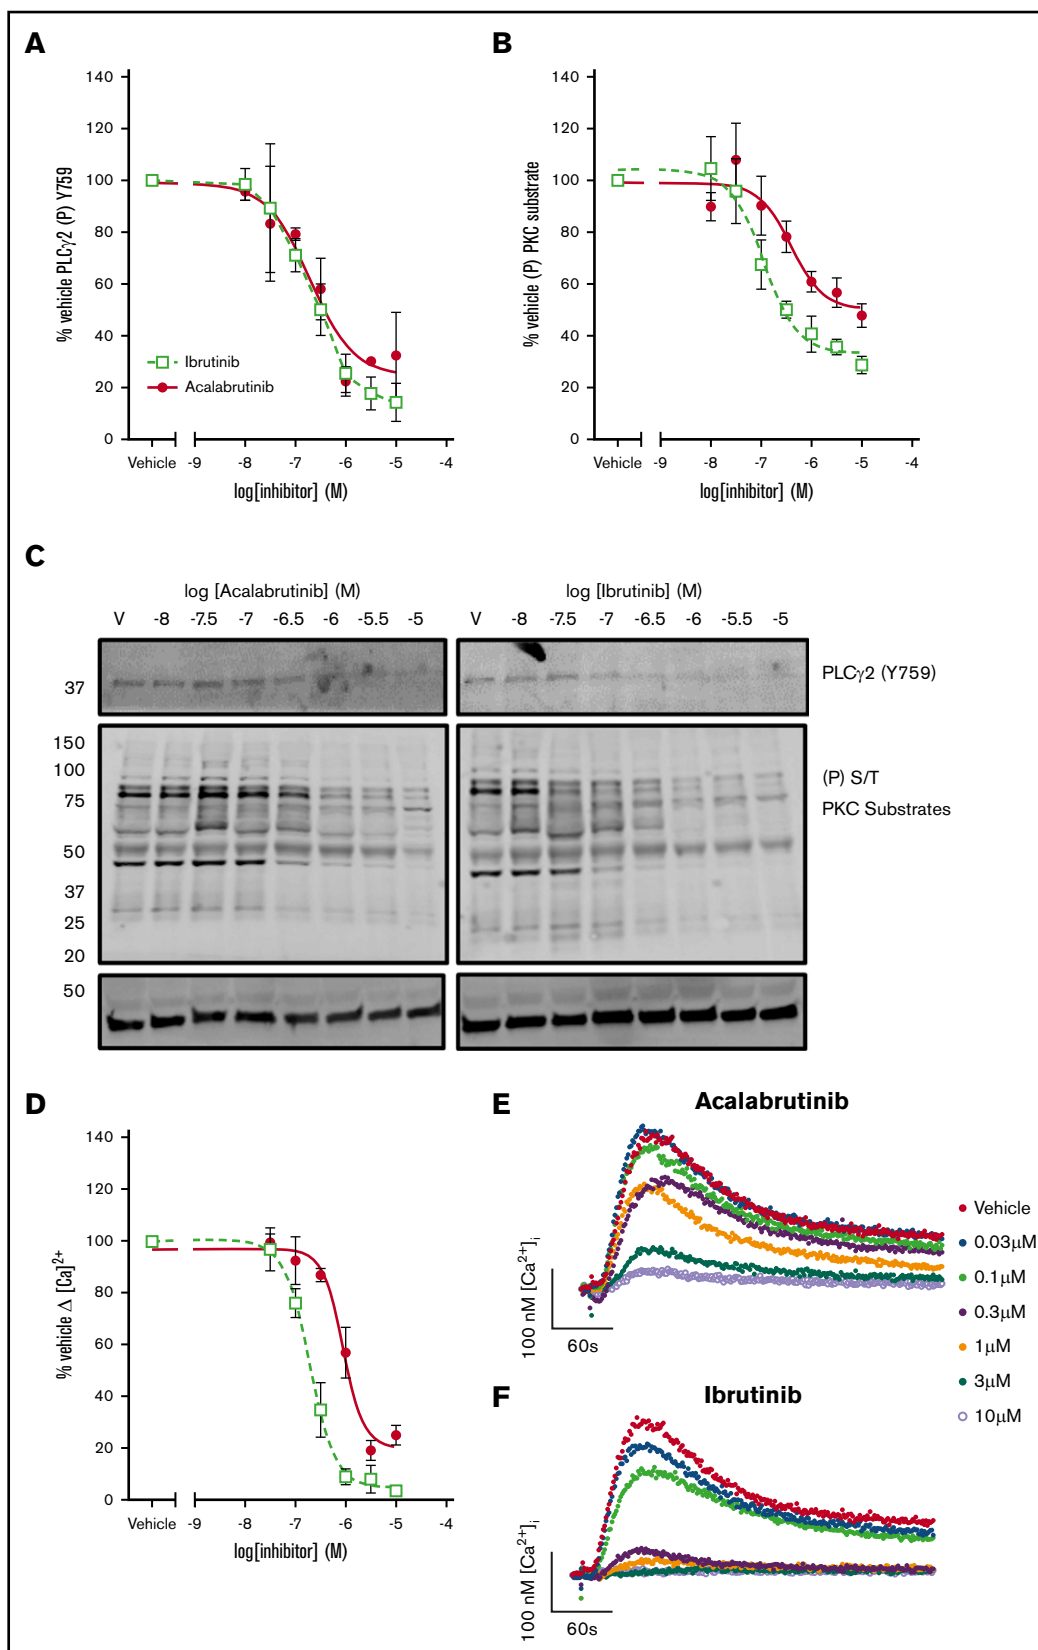 A
% vehicle PLCγ2 (P) Y759
140
120
100
80
60
40
20
0
Ibrutinib
Acalabrutinib
Vehicle -9 -8 -7 -6 -5 -4
log[inhibitor] (M)
B
% vehicle (P) PKC substrate
140
120
100
80
60
40
20
0
Vehicle -9 -8 -7 -6 -5 -4
log[inhibitor] (M)
C
log [Acalabrutinib] (M)
V -8 -7.5 -7 -6.5 -6 -5.5 -5
log [Ibrutinib] (M)
V -8 -7.5 -7 -6.5 -6 -5.5 -5
37
PLCγ2 (Y759)
150
100
75
50
37
25
20
(P) S/T
PKC Substrates
50
D
% vehicle Δ [Ca]²⁺
140
120
100
80
60
40
20
0
Vehicle -9 -8 -7 -6 -5 -4
log[inhibitor] (M)
E
Acalabrutinib
100 nM [Ca²⁺]ᵢ
60s
Vehicle
0.03μM
0.1μM
0.3μM
1μM
3μM
10μM
F
Ibrutinib
100 nM [Ca²⁺]ᵢ
60s